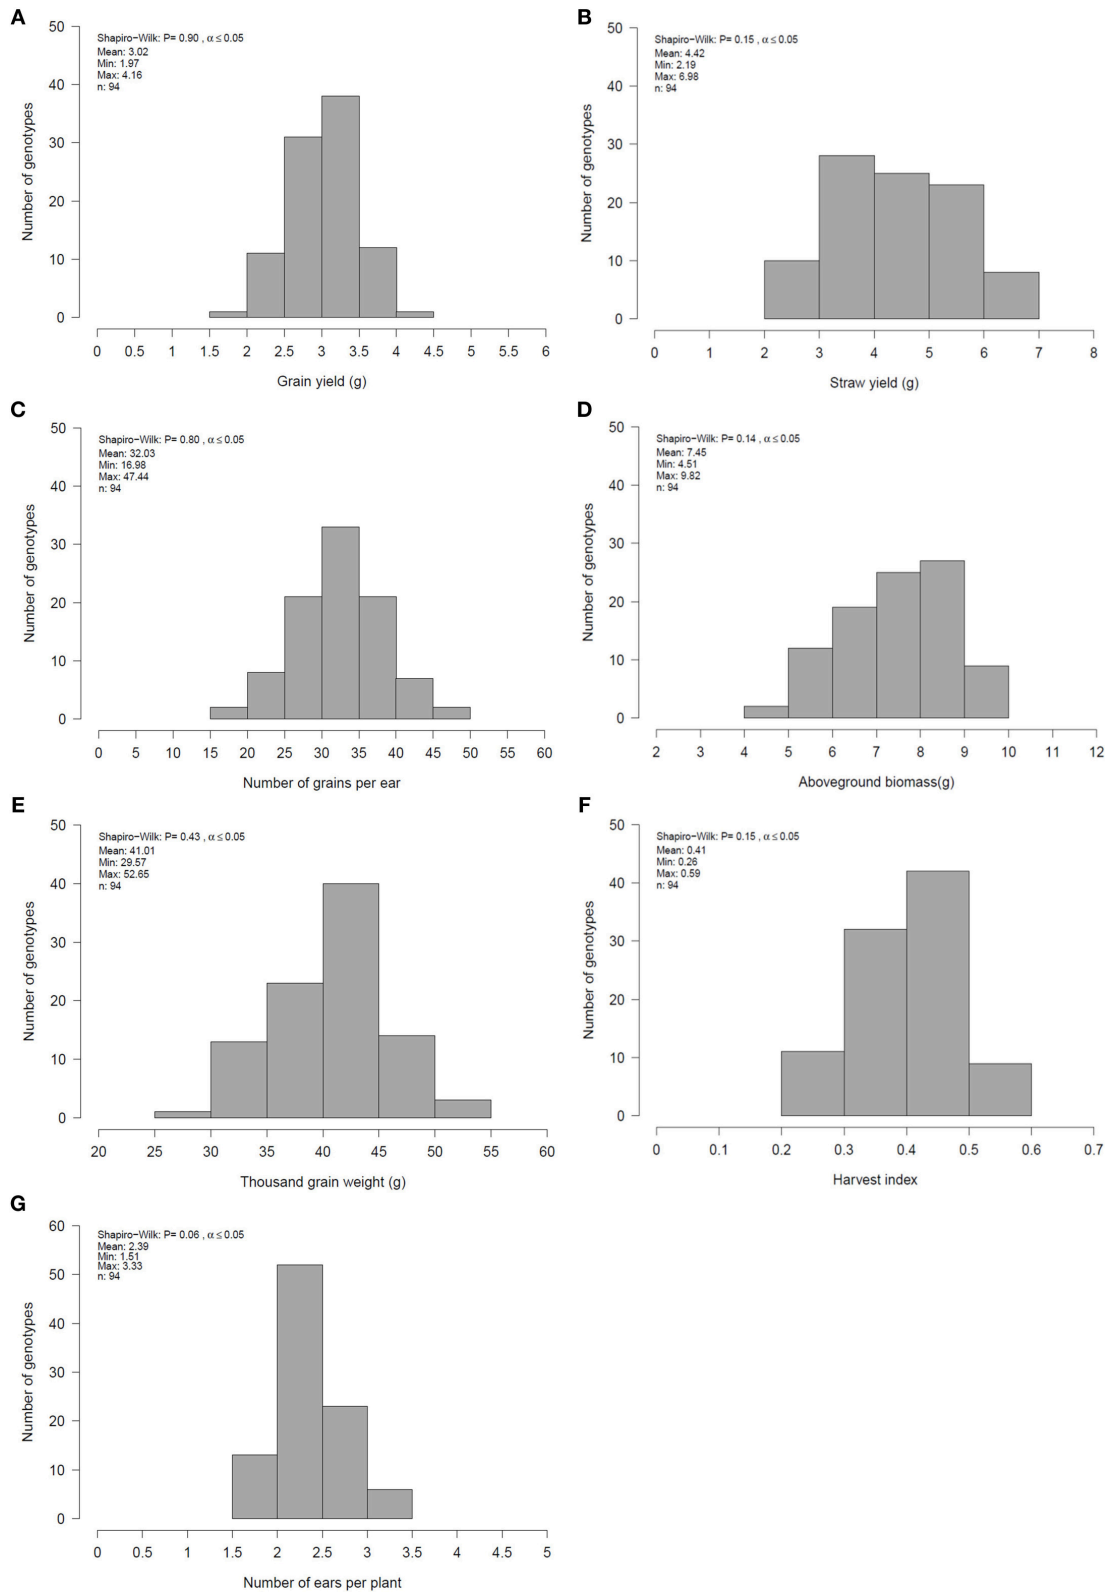 A
Shapiro-Wilk: P= 0.90 , α ≤ 0.05
Mean: 3.02
Min: 1.97
Max: 4.16
n: 94
Number of genotypes
50
40
30
20
10
0
0 0.5 1 1.5 2 2.5 3 3.5 4 4.5 5 5.5 6
Grain yield (g)
B
Shapiro-Wilk: P= 0.15 , α ≤ 0.05
Mean: 4.42
Min: 2.19
Max: 6.98
n: 94
Number of genotypes
50
40
30
20
10
0
0 1 2 3 4 5 6 7 8
Straw yield (g)
C
Shapiro-Wilk: P= 0.80 , α ≤ 0.05
Mean: 32.03
Min: 16.98
Max: 47.44
n: 94
Number of genotypes
50
40
30
20
10
0
0 5 10 15 20 25 30 35 40 45 50 55 60
Number of grains per ear
D
Shapiro-Wilk: P= 0.14 , α ≤ 0.05
Mean: 7.45
Min: 4.51
Max: 9.82
n: 94
Number of genotypes
50
40
30
20
10
0
2 3 4 5 6 7 8 9 10 11 12
Aboveground biomass(g)
E
Shapiro-Wilk: P= 0.43 , α ≤ 0.05
Mean: 41.01
Min: 29.57
Max: 52.65
n: 94
Number of genotypes
50
40
30
20
10
0
20 25 30 35 40 45 50 55 60
Thousand grain weight (g)
F
Shapiro-Wilk: P= 0.15 , α ≤ 0.05
Mean: 0.41
Min: 0.26
Max: 0.59
n: 94
Number of genotypes
50
40
30
20
10
0
0 0.1 0.2 0.3 0.4 0.5 0.6 0.7
Harvest index
G
Shapiro-Wilk: P= 0.06 , α ≤ 0.05
Mean: 2.39
Min: 1.51
Max: 3.33
n: 94
Number of genotypes
60
50
40
30
20
10
0
0 0.5 1 1.5 2 2.5 3 3.5 4 4.5 5
Number of ears per plant